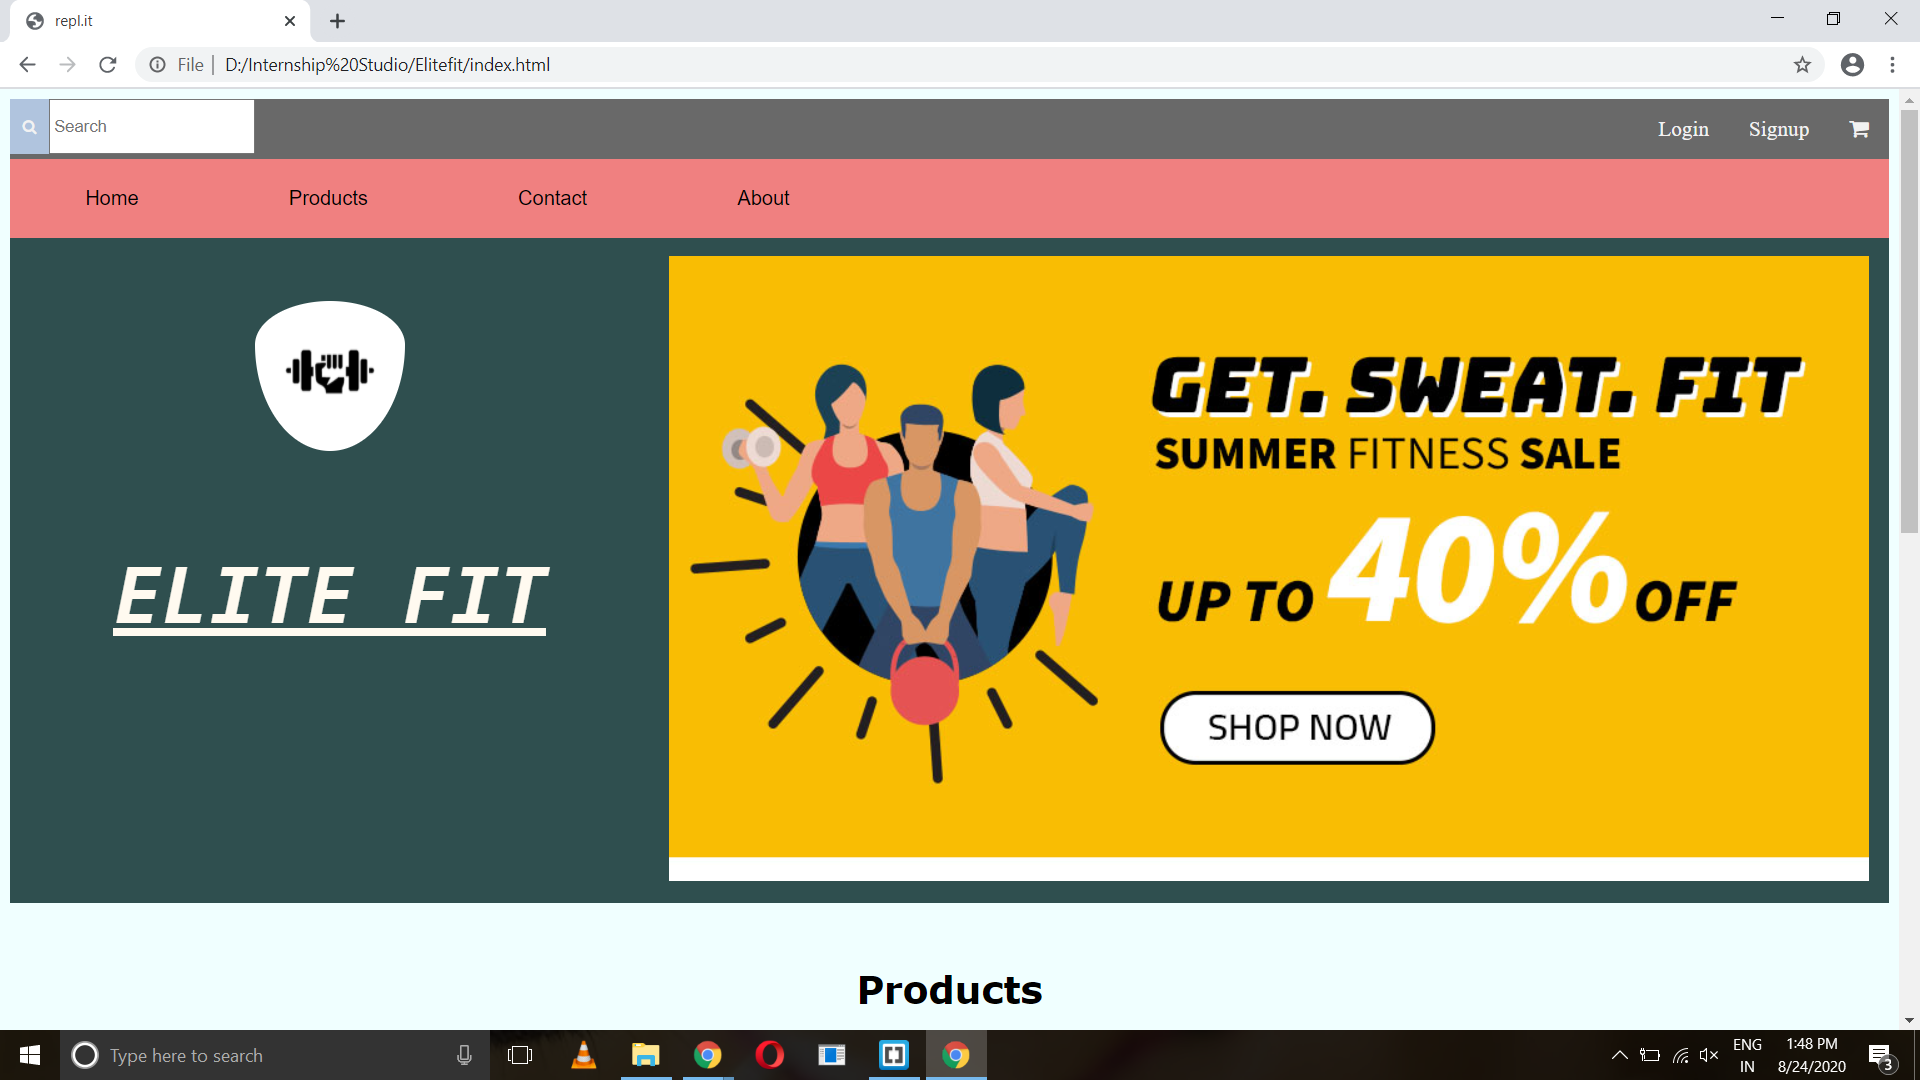 repl.it
File | D:/Internship%20Studio/Elitefit/index.html
Search
Login Signup
Home Products Contact About
ELITE FIT
GET. SWEAT. FIT
SUMMER FITNESS SALE
UP TO 40% OFF
SHOP NOW
Products
Type here to search
ENG
IN
1:48 PM
8/24/2020
3